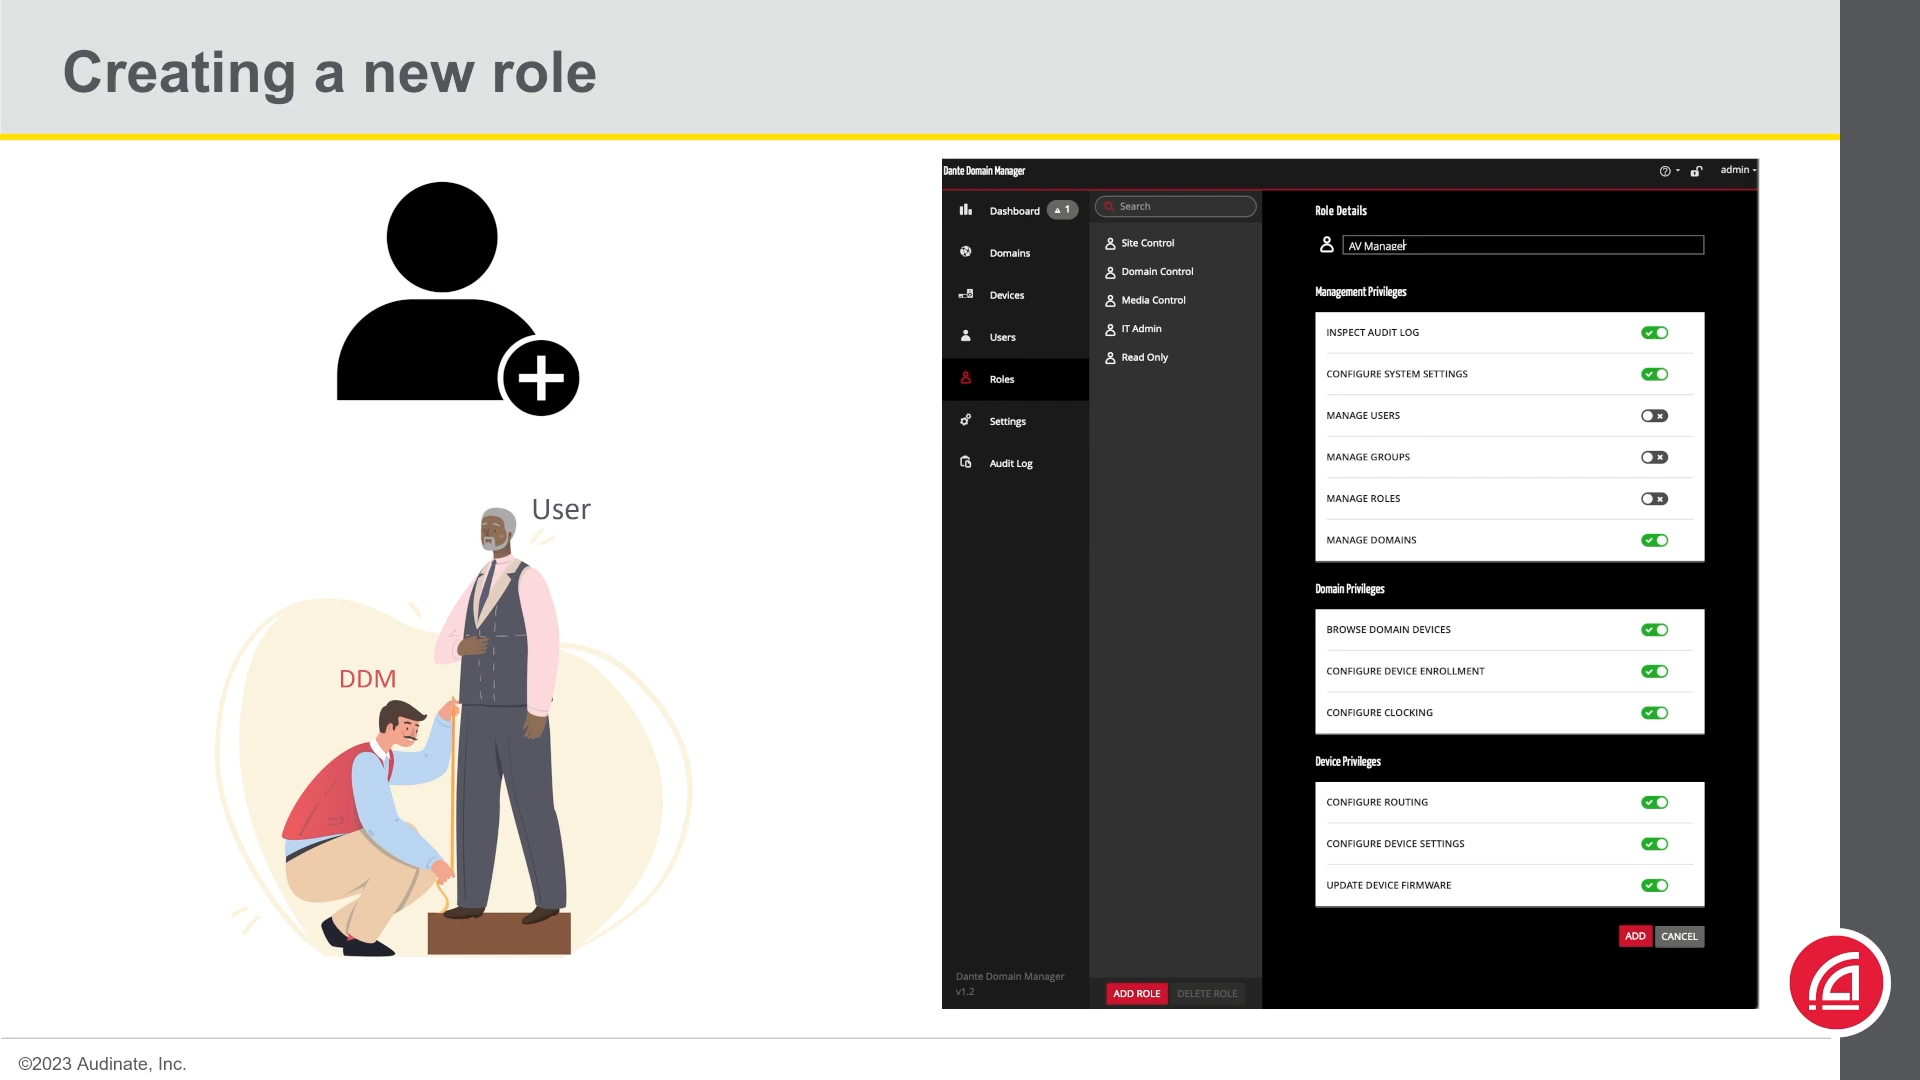 Creating a new role
User
DDM
Dante Domain Manager
admin
Dashboard 1
Domains
Devices
Users
Roles
Settings
Audit Log
Dante Domain Manager
v1.2
Search
Site Control
Domain Control
Media Control
IT Admin
Read Only
ADD ROLE DELETE ROLE
Role Details
AV Manager
Management Privileges
INSPECT AUDIT LOG
CONFIGURE SYSTEM SETTINGS
MANAGE USERS
MANAGE GROUPS
MANAGE ROLES
MANAGE DOMAINS
Domain Privileges
BROWSE DOMAIN DEVICES
CONFIGURE DEVICE ENROLLMENT
CONFIGURE CLOCKING
Device Privileges
CONFIGURE ROUTING
CONFIGURE DEVICE SETTINGS
UPDATE DEVICE FIRMWARE
ADD CANCEL
©2023 Audinate, Inc.